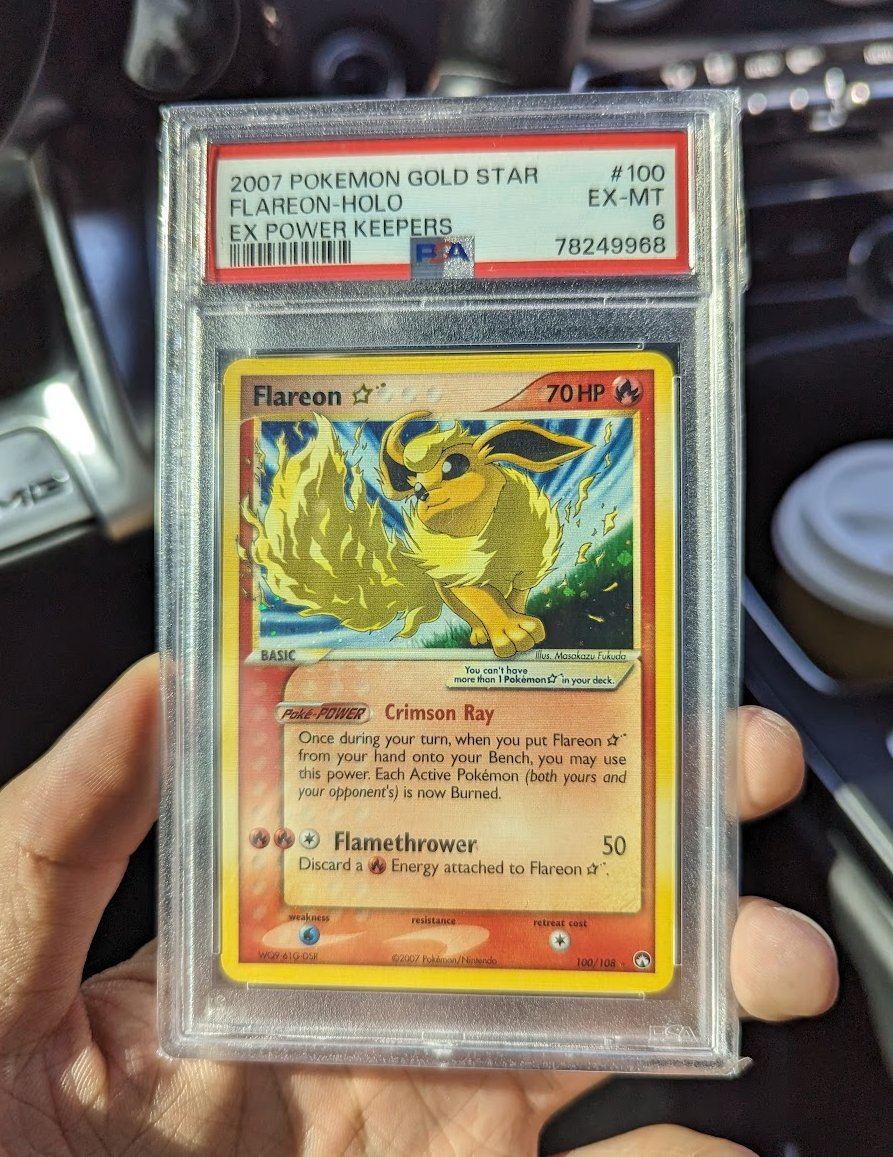 2007 POKEMON GOLD STAR #100
FLAREON-HOLO EX-MT
EX POWER KEEPERS 6
PSA 78249968
Flareon ☆ 70 HP
BASIC Illus. Masakazu Fukuda
You can't have
more than 1 Pokémon☆ in your deck.
Poké-POWER Crimson Ray
Once during your turn, when you put Flareon ☆
from your hand onto your Bench, you may use
this power. Each Active Pokémon (both yours and
your opponent's) is now Burned.
Flamethrower 50
Discard a Energy attached to Flareon ☆.
weakness resistance retreat cost
WQ9-61G-DSR ©2007 Pokémon/Nintendo 100/108
PSA